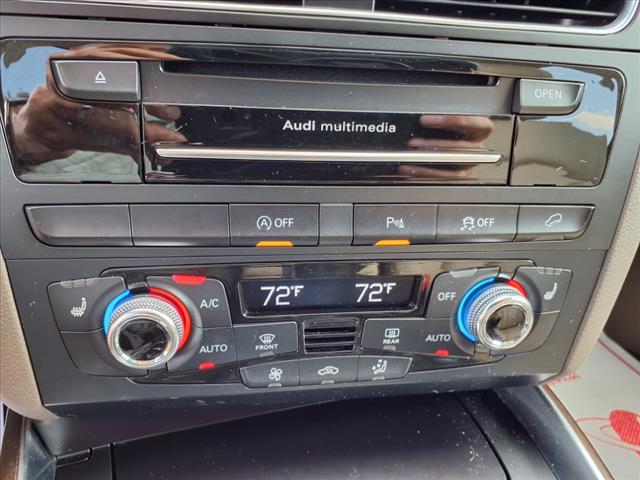 OPEN
Audi multimedia
A OFF
P
OFF
72°F 72°F
A/C
OFF
FRONT
REAR
AUTO
AUTO